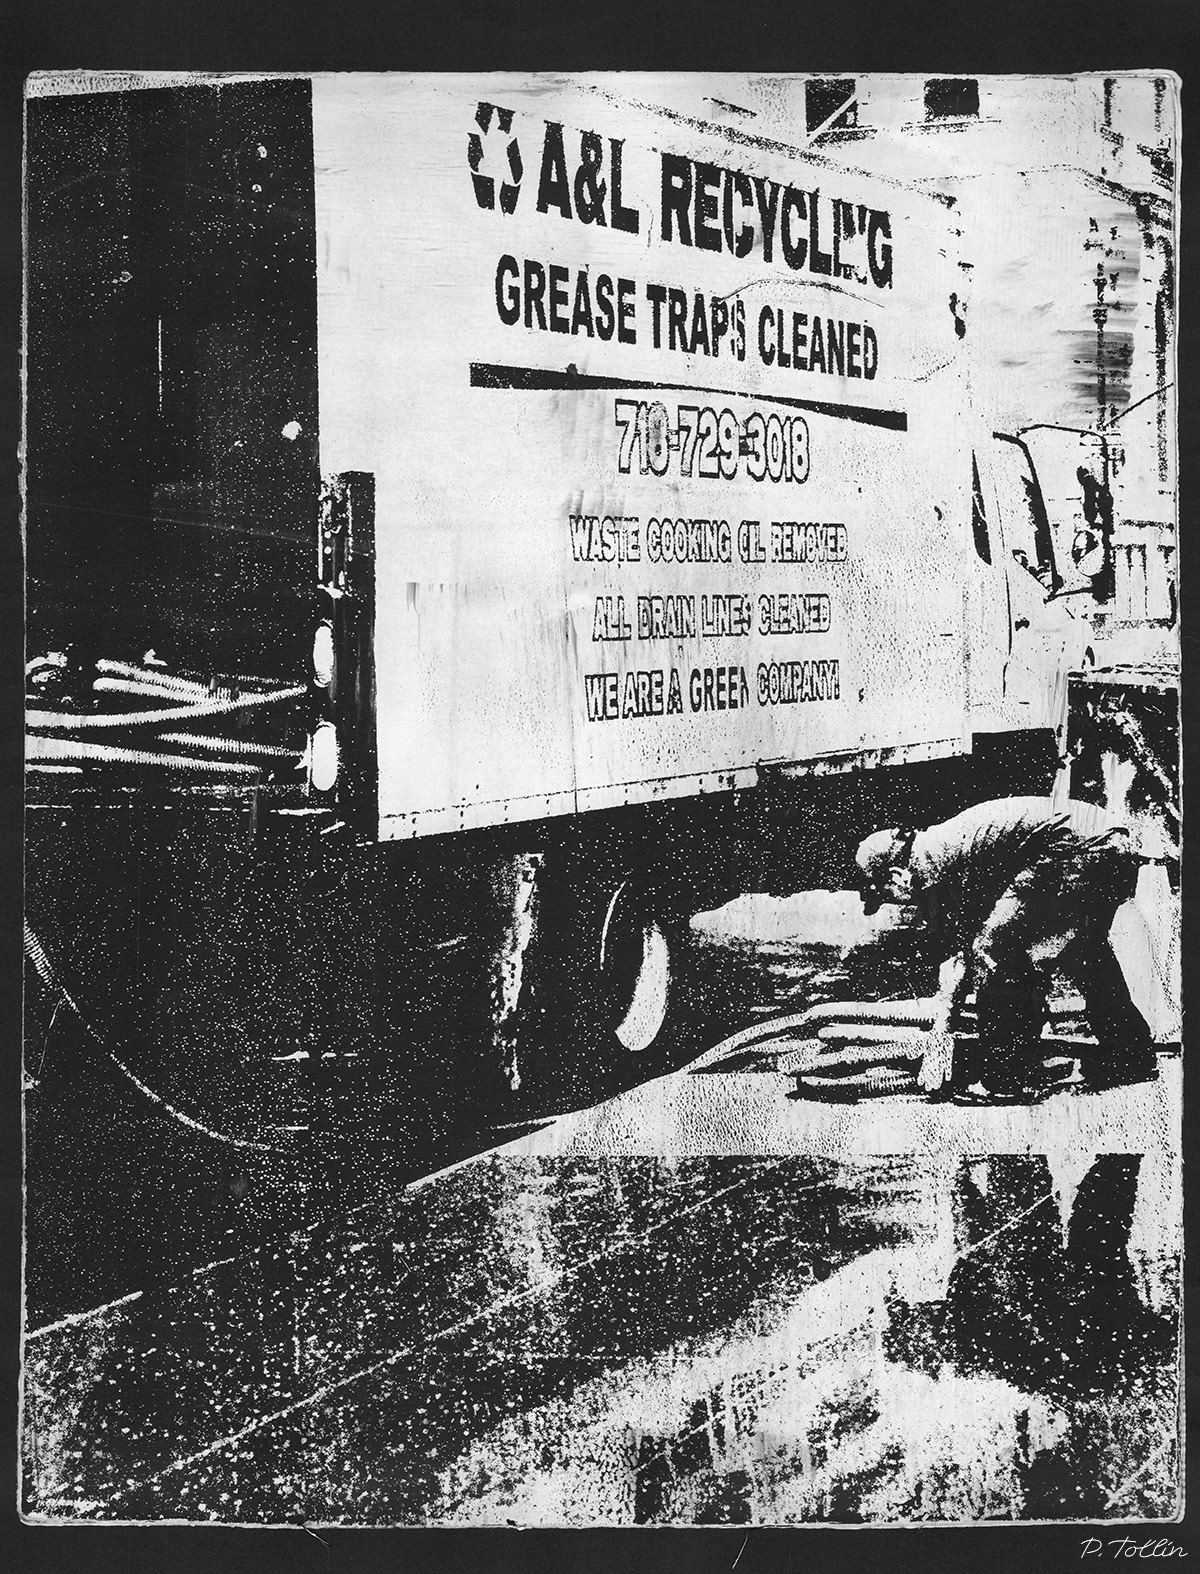 A&L RECYCLING
GREASE TRAPS CLEANED
718-729-3018
WASTE COOKING OIL REMOVED
ALL DRAIN LINES CLEANED
WE ARE A GREEN COMPANY!
P. Tollin